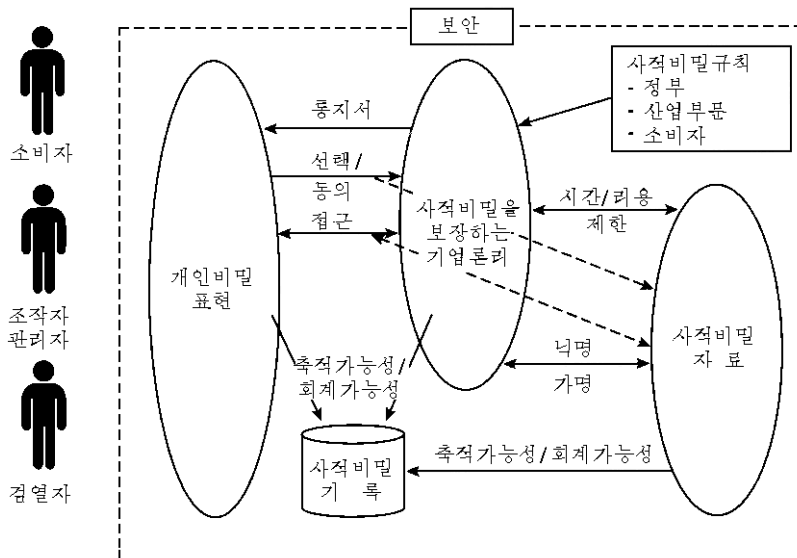 보안
사적비밀규칙
- 정부
- 산업부문
- 소비자
소비자
통지서
선택/
동의
접근
사적비밀을
보장하는
기업론리
시간/리용
제한
개인비밀
표현
조작자
관리자
사적비밀
자 료
닉명
가명
축적가능성/
회계가능성
축적가능성/회계가능성
사적비밀
기 록
검열자